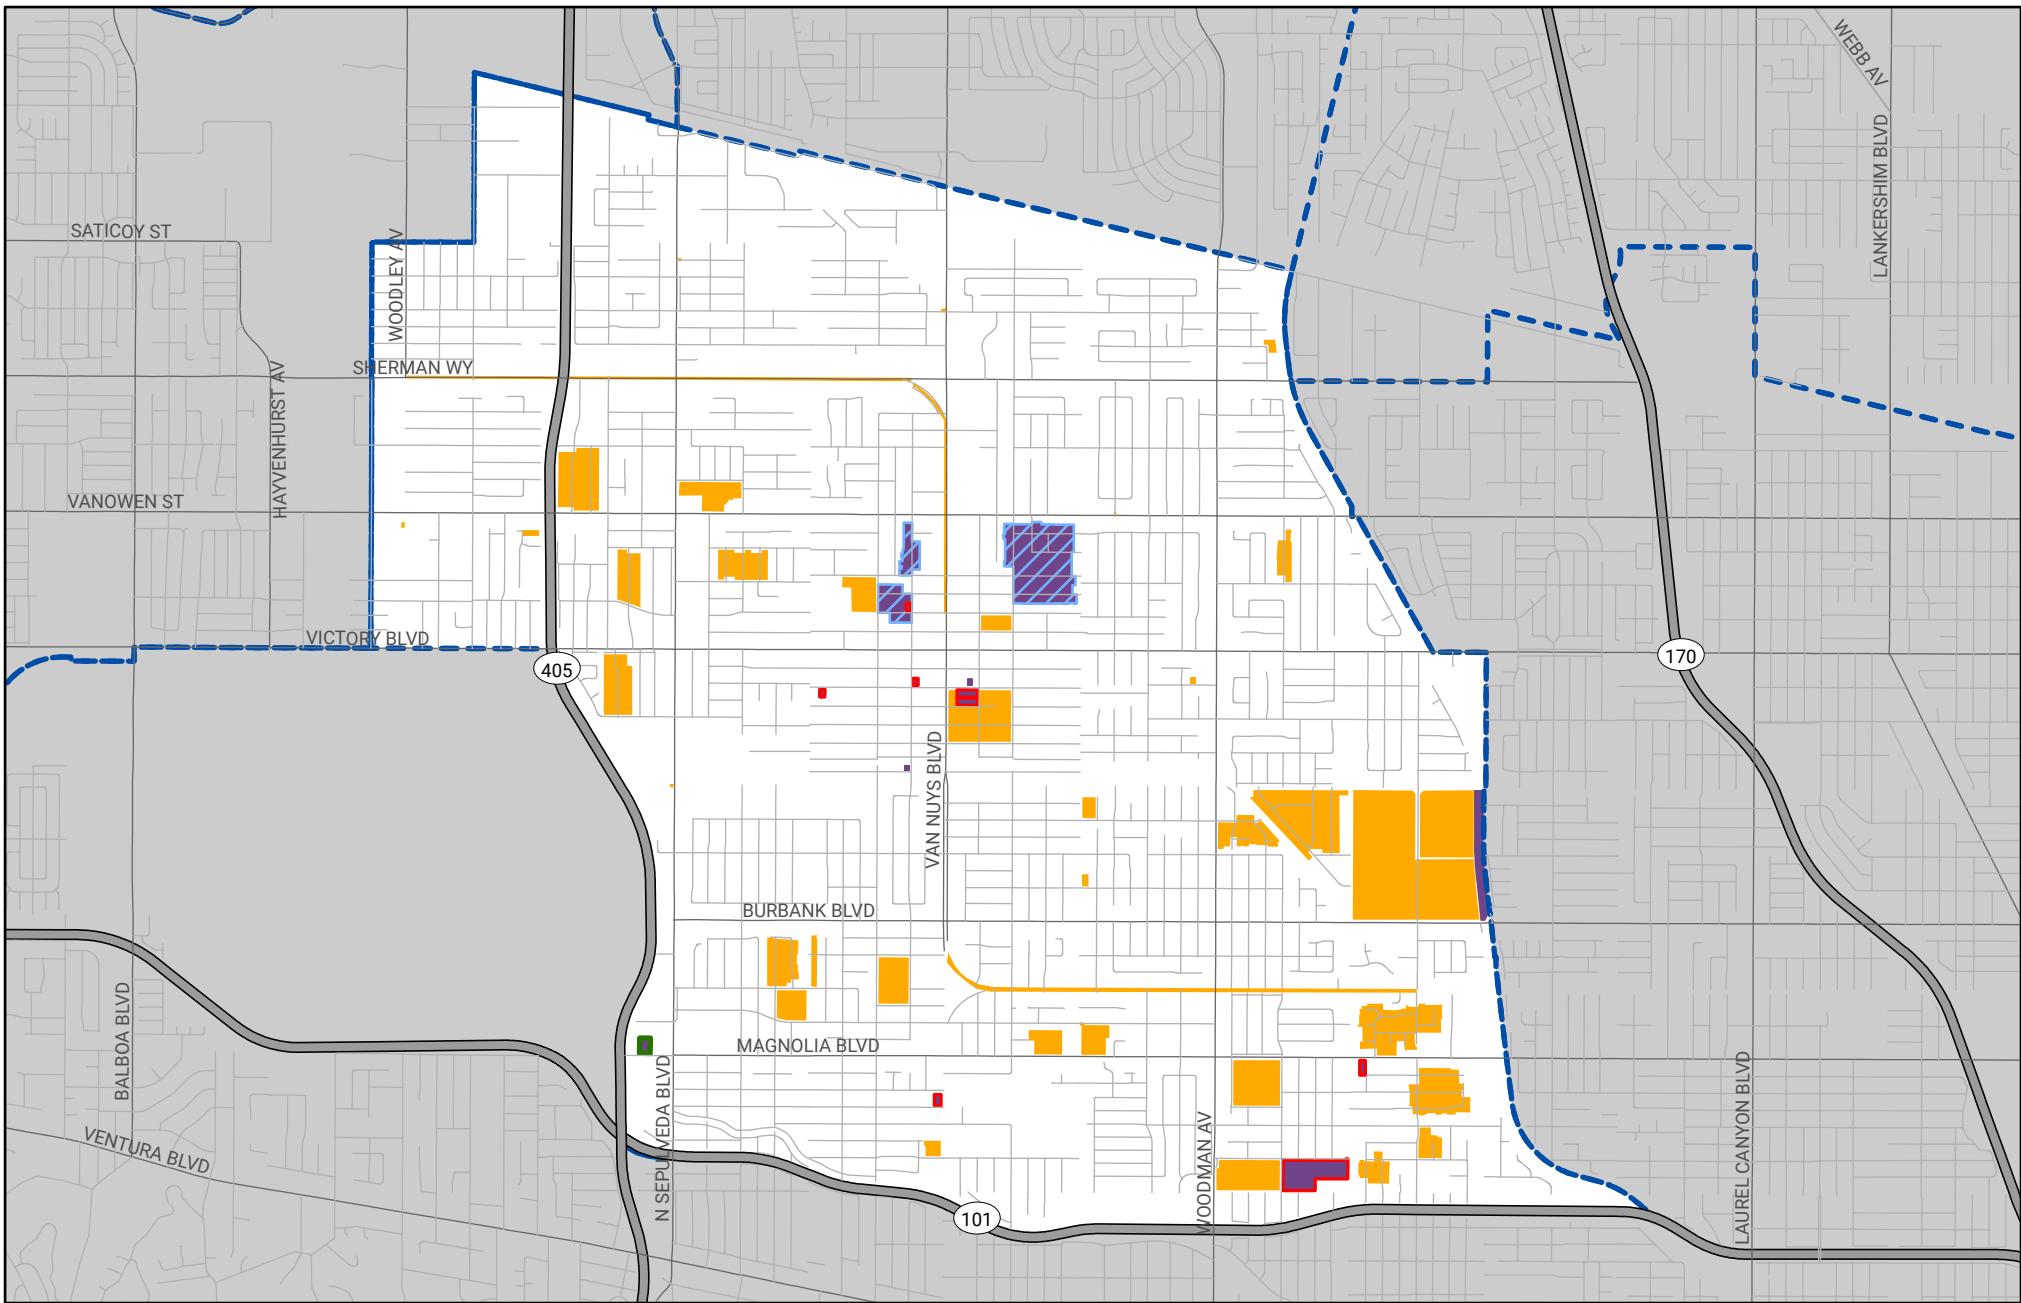 WEBB AV
LANKERSHIM BLVD
SATICOY ST
WOODLEY AV
SHERMAN WY
HAYVENHURST AV
VANOWEN ST
VICTORY BLVD
405
170
VAN NUYS BLVD
BURBANK BLVD
BALBOA BLVD
MAGNOLIA BLVD
N SEPULVEDA BLVD
LAUREL CANYON BLVD
WOODMAN AV
VENTURA BLVD
101